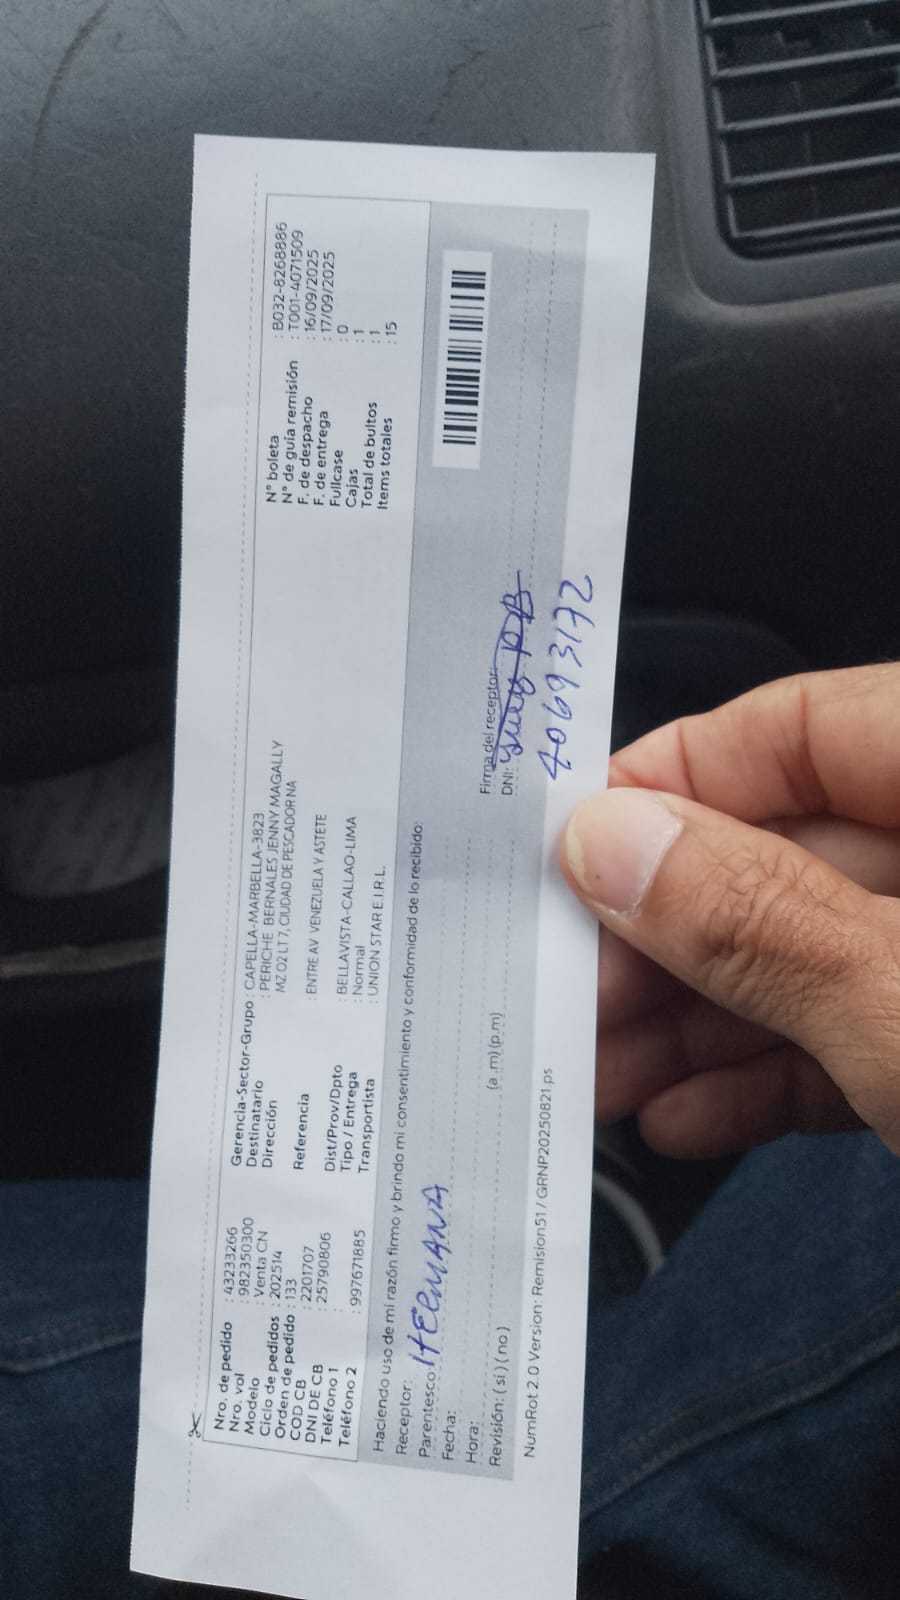 Nro. de pedido : 43233266
Nro. vol : 982350300
Modelo : Venta CN
Ciclo de pedidos : 202514
Orden de pedido : 133
COD CB : 2201707
DNI DE CB : 25790806
Teléfono 1 :
Teléfono 2 : 997671885
Gerencia-Sector-Grupo : CAPELLA-MARBELLA-3823
Destinatario : PERICHE BERNALES JENNY MAGALLY
Dirección MZ O2 LT 7, CIUDAD DE PESCADOR NA
Referencia : ENTRE AV VENEZUELA Y ASTETE
Dist/Prov/Dpto : BELLAVISTA-CALLAO-LIMA
Tipo / Entrega : Normal
Transportista : UNION STAR E.I.R.L.
N° boleta : B032-8268886
N° de guía remisión : T001-4071509
F. de despacho : 16/09/2025
F. de entrega : 17/09/2025
Fullcase : 0
Cajas : 1
Total de bultos : 1
Items totales : 15
Haciendo uso de mi razón firmo y brindo mi consentimiento y conformidad de lo recibido:
Receptor:
Parentesco: HERMANA
Fecha:
Hora: (a .m) (p.m)
Revisión: ( si ) ( no )
Firma del receptor:
DNI:
40693172
NumRot 2.0 Version: Remision51 / GRNP20250821.ps